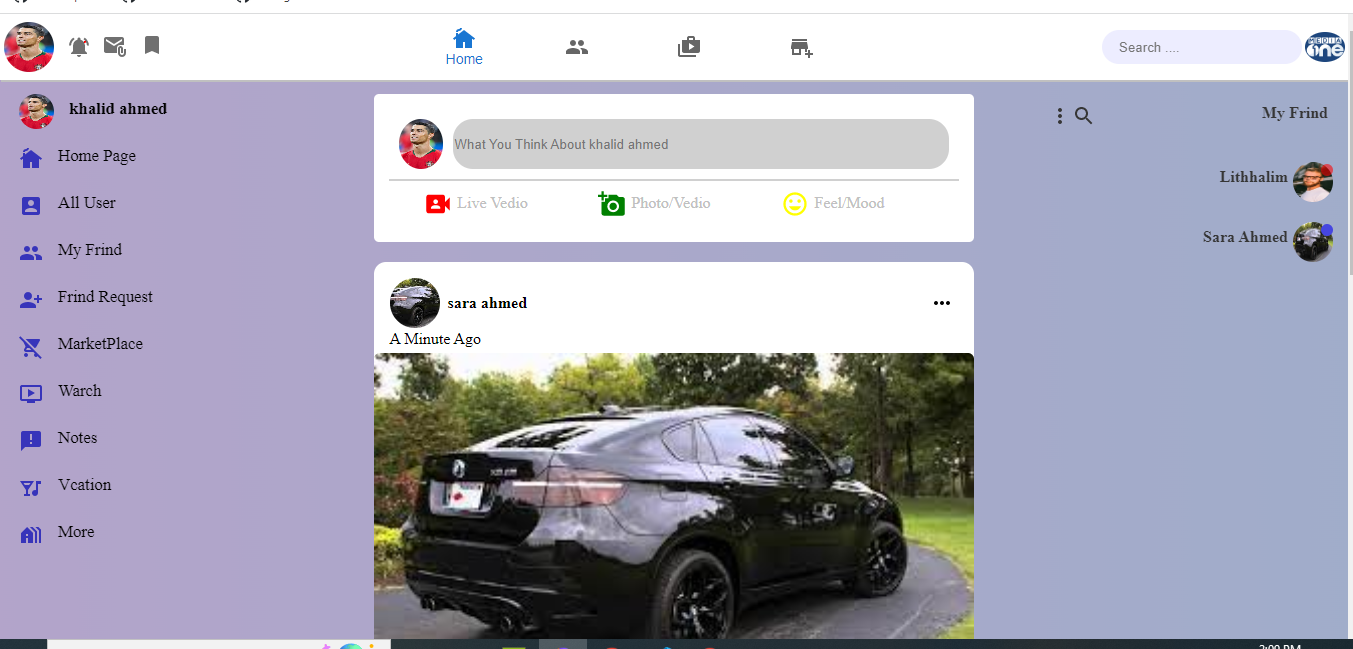 Home
Search ....
MEDIA
one
khalid ahmed
Home Page
All User
My Frind
Frind Request
MarketPlace
Warch
Notes
Vcation
More
What You Think About khalid ahmed
Live Vedio
Photo/Vedio
Feel/Mood
sara ahmed
A Minute Ago
My Frind
Lithhalim
Sara Ahmed